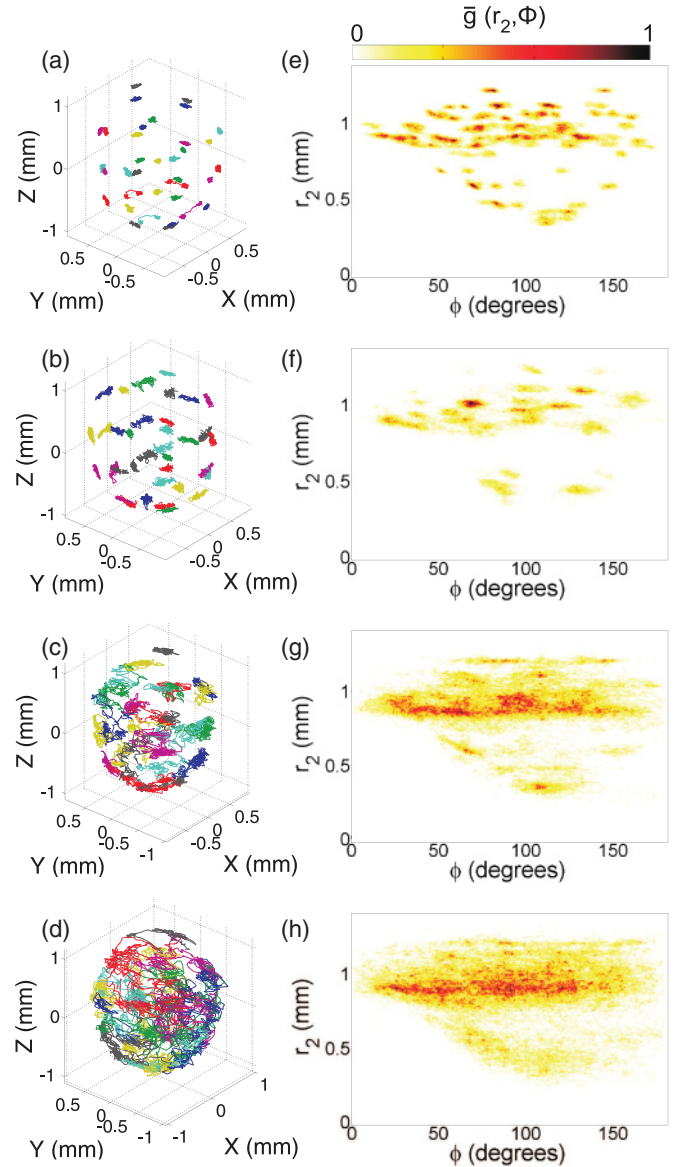 g̅ (r₂,Φ)
0 1
(a)
1
0
-1
Z (mm)
0.5
0
-0.5
Y (mm)
-0.5
0
0.5
X (mm)
(e)
1
0.5
0
r₂ (mm)
50 100 150
ϕ (degrees)
(b)
1
0
-1
Z (mm)
0.5
0
-0.5
Y (mm)
-0.5
0
0.5
X (mm)
(f)
1
0.5
0
r₂ (mm)
50 100 150
ϕ (degrees)
(c)
1
0
-1
Z (mm)
0.5
0
-0.5
-1
Y (mm)
-0.5
0
0.5
X (mm)
(g)
1
0.5
0
r₂ (mm)
0 50 100 150
ϕ (degrees)
(d)
1
0
-1
Z (mm)
0.5
0
-0.5
-1
Y (mm)
-1
0
1
X (mm)
(h)
1
0.5
0
r₂ (mm)
0 50 100 150
ϕ (degrees)